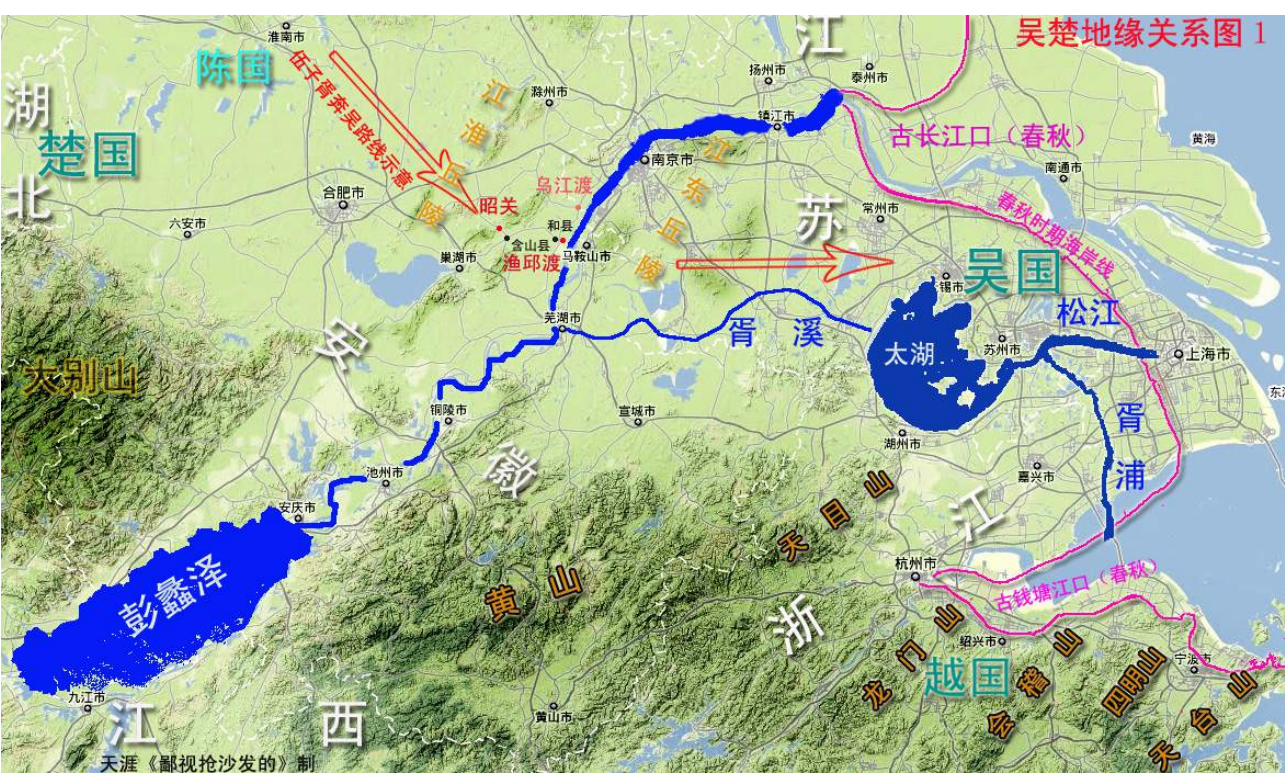 吴楚地缘关系图 1
淮南市
陈国
伍子胥奔吴路线示意
江淮丘陵
滁州市
江苏
扬州市
泰州市
镇江市
古长江口（春秋）
黄海
湖北
楚国
南京市
江东丘陵
南通市
合肥市
乌江渡
昭关
常州市
春秋时期海岸线
六安市
和县
含山县
巢湖市
渔邱渡
马鞍山市
吴国
锡市
芜湖市
胥溪
松江
太湖
苏州市
上海市
安徽
大别山
东
铜陵市
宣城市
湖州市
胥浦
池州市
嘉兴市
安庆市
天目山
浙江
杭州市
彭蠡泽
黄山
古钱塘江口（春秋）
龙门山
绍兴市
会稽山
四明山
宁波市
越国
天台山
九江市
江西
黄山市
天涯《鄙视抢沙发的》制